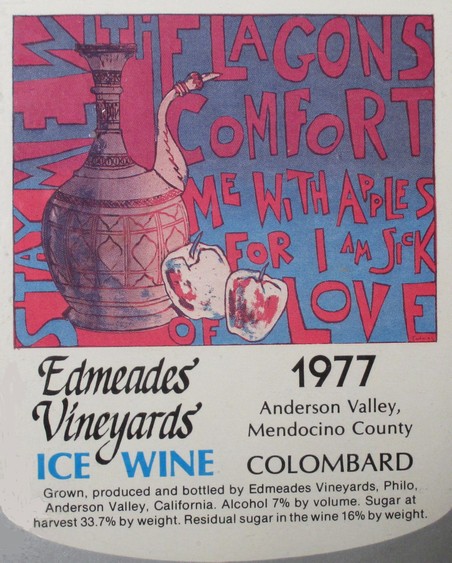 STAY ME WITH FLAGONS
COMFORT
ME WITH APPLES
FOR I AM SICK
OF LOVE
Edmeades
Vineyards
ICE WINE
1977
Anderson Valley,
Mendocino County
COLOMBARD
Grown, produced and bottled by Edmeades Vineyards, Philo,
Anderson Valley, California. Alcohol 7% by volume. Sugar at
harvest 33.7% by weight. Residual sugar in the wine 16% by weight.